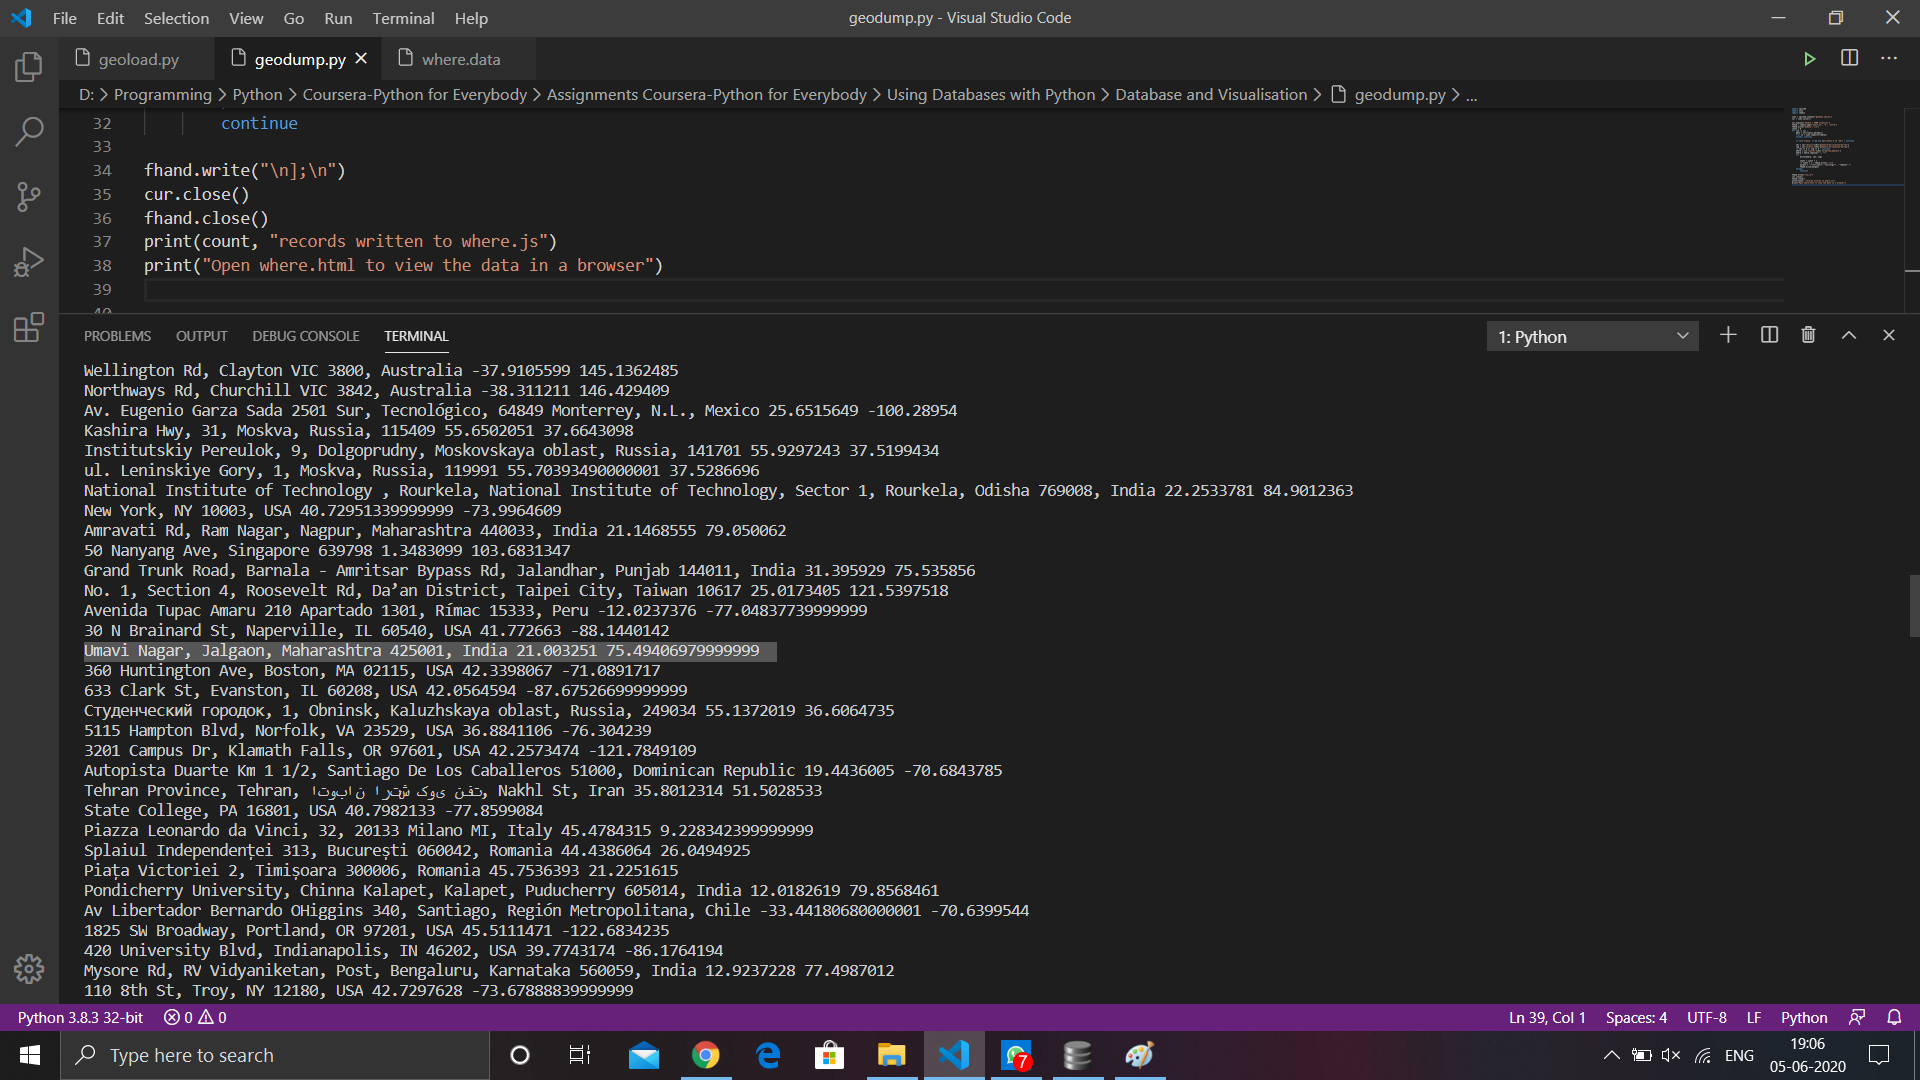 File Edit Selection View Go Run Terminal Help
geodump.py - Visual Studio Code
geoload.py
geodump.py
where.data
D: > Programming > Python > Coursera-Python for Everybody > Assignments Coursera-Python for Everybody > Using Databases with Python > Database and Visualisation > geodump.py > ...
32 continue
33
34 fhand.write("\n];\n")
35 cur.close()
36 fhand.close()
37 print(count, "records written to where.js")
38 print("Open where.html to view the data in a browser")
39
40
PROBLEMS OUTPUT DEBUG CONSOLE TERMINAL
1: Python
Wellington Rd, Clayton VIC 3800, Australia -37.9105599 145.1362485
Northways Rd, Churchill VIC 3842, Australia -38.311211 146.429409
Av. Eugenio Garza Sada 2501 Sur, Tecnológico, 64849 Monterrey, N.L., Mexico 25.6515649 -100.28954
Kashira Hwy, 31, Moskva, Russia, 115409 55.6502051 37.6643098
Institutskiy Pereulok, 9, Dolgoprudny, Moskovskaya oblast, Russia, 141701 55.9297243 37.5199434
ul. Leninskiye Gory, 1, Moskva, Russia, 119991 55.70393490000001 37.5286696
National Institute of Technology , Rourkela, National Institute of Technology, Sector 1, Rourkela, Odisha 769008, India 22.2533781 84.9012363
New York, NY 10003, USA 40.72951339999999 -73.9964609
Amravati Rd, Ram Nagar, Nagpur, Maharashtra 440033, India 21.1468555 79.050062
50 Nanyang Ave, Singapore 639798 1.3483099 103.6831347
Grand Trunk Road, Barnala - Amritsar Bypass Rd, Jalandhar, Punjab 144011, India 31.395929 75.535856
No. 1, Section 4, Roosevelt Rd, Da’an District, Taipei City, Taiwan 10617 25.0173405 121.5397518
Avenida Tupac Amaru 210 Apartado 1301, Rímac 15333, Peru -12.0237376 -77.04837739999999
30 N Brainard St, Naperville, IL 60540, USA 41.772663 -88.1440142
Umavi Nagar, Jalgaon, Maharashtra 425001, India 21.003251 75.49406979999999
360 Huntington Ave, Boston, MA 02115, USA 42.3398067 -71.0891717
633 Clark St, Evanston, IL 60208, USA 42.0564594 -87.67526699999999
Студенческий городок, 1, Obninsk, Kaluzhskaya oblast, Russia, 249034 55.1372019 36.6064735
5115 Hampton Blvd, Norfolk, VA 23529, USA 36.8841106 -76.304239
3201 Campus Dr, Klamath Falls, OR 97601, USA 42.2573474 -121.7849109
Autopista Duarte Km 1 1/2, Santiago De Los Caballeros 51000, Dominican Republic 19.4436005 -70.6843785
Tehran Province, Tehran, اتوبان ارتش کوی نفت, Nakhl St, Iran 35.8012314 51.5028533
State College, PA 16801, USA 40.7982133 -77.8599084
Piazza Leonardo da Vinci, 32, 20133 Milano MI, Italy 45.4784315 9.228342399999999
Splaiul Independenței 313, București 060042, Romania 44.4386064 26.0494925
Piața Victoriei 2, Timișoara 300006, Romania 45.7536393 21.2251615
Pondicherry University, Chinna Kalapet, Kalapet, Puducherry 605014, India 12.0182619 79.8568461
Av Libertador Bernardo OHiggins 340, Santiago, Región Metropolitana, Chile -33.44180680000001 -70.6399544
1825 SW Broadway, Portland, OR 97201, USA 45.5111471 -122.6834235
420 University Blvd, Indianapolis, IN 46202, USA 39.7743174 -86.1764194
Mysore Rd, RV Vidyaniketan, Post, Bengaluru, Karnataka 560059, India 12.9237228 77.4987012
110 8th St, Troy, NY 12180, USA 42.7297628 -73.67888839999999
Python 3.8.3 32-bit 0 0
Ln 39, Col 1 Spaces: 4 UTF-8 LF Python
Type here to search
7
ENG
19:06
05-06-2020